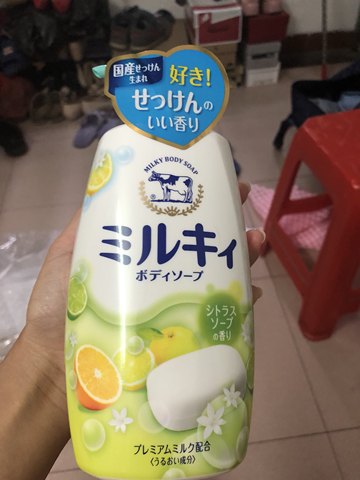 国産せっけん
生まれ
好き!
せっけんの
いい香り
MILKY BODY SOAP
ミルキィ
ボディソープ
シトラス
ソープ
の香り
プレミアムミルク配合
〈うるおい成分〉